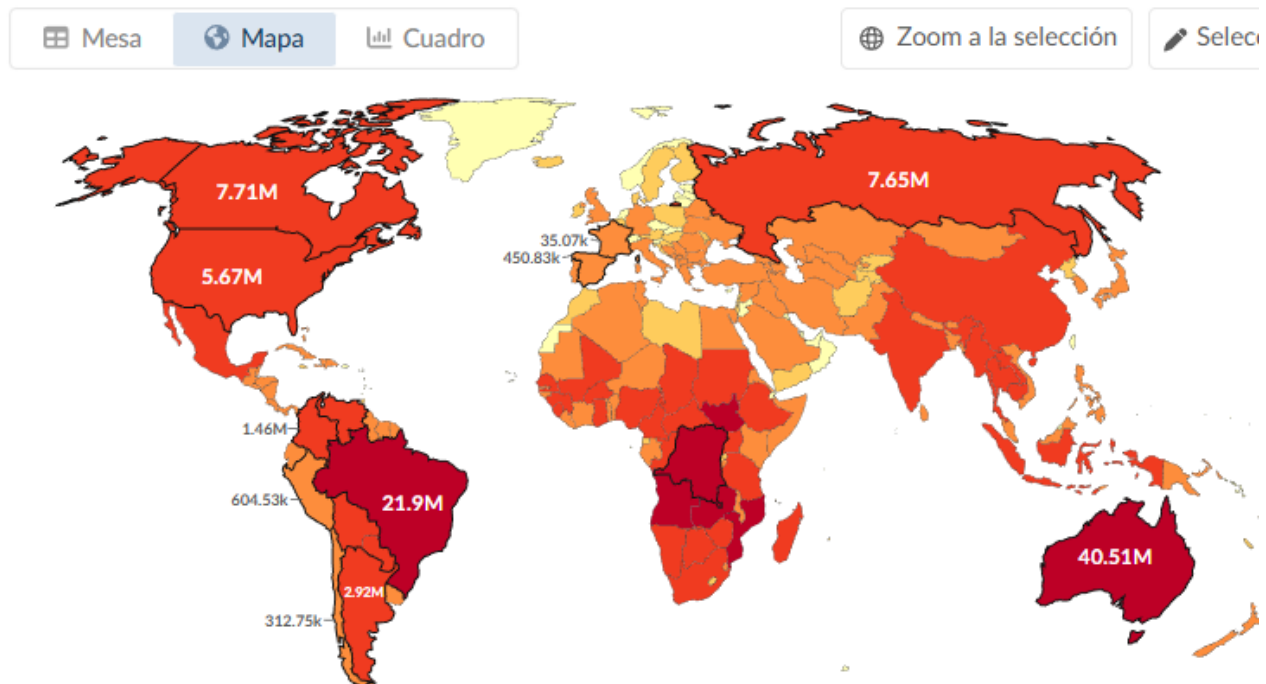 Mesa
Mapa
Cuadro
Zoom a la selección
Selec
7.71M
7.65M
35.07k
450.83k
5.67M
1.46M
604.53k
21.9M
40.51M
2.92M
312.75k